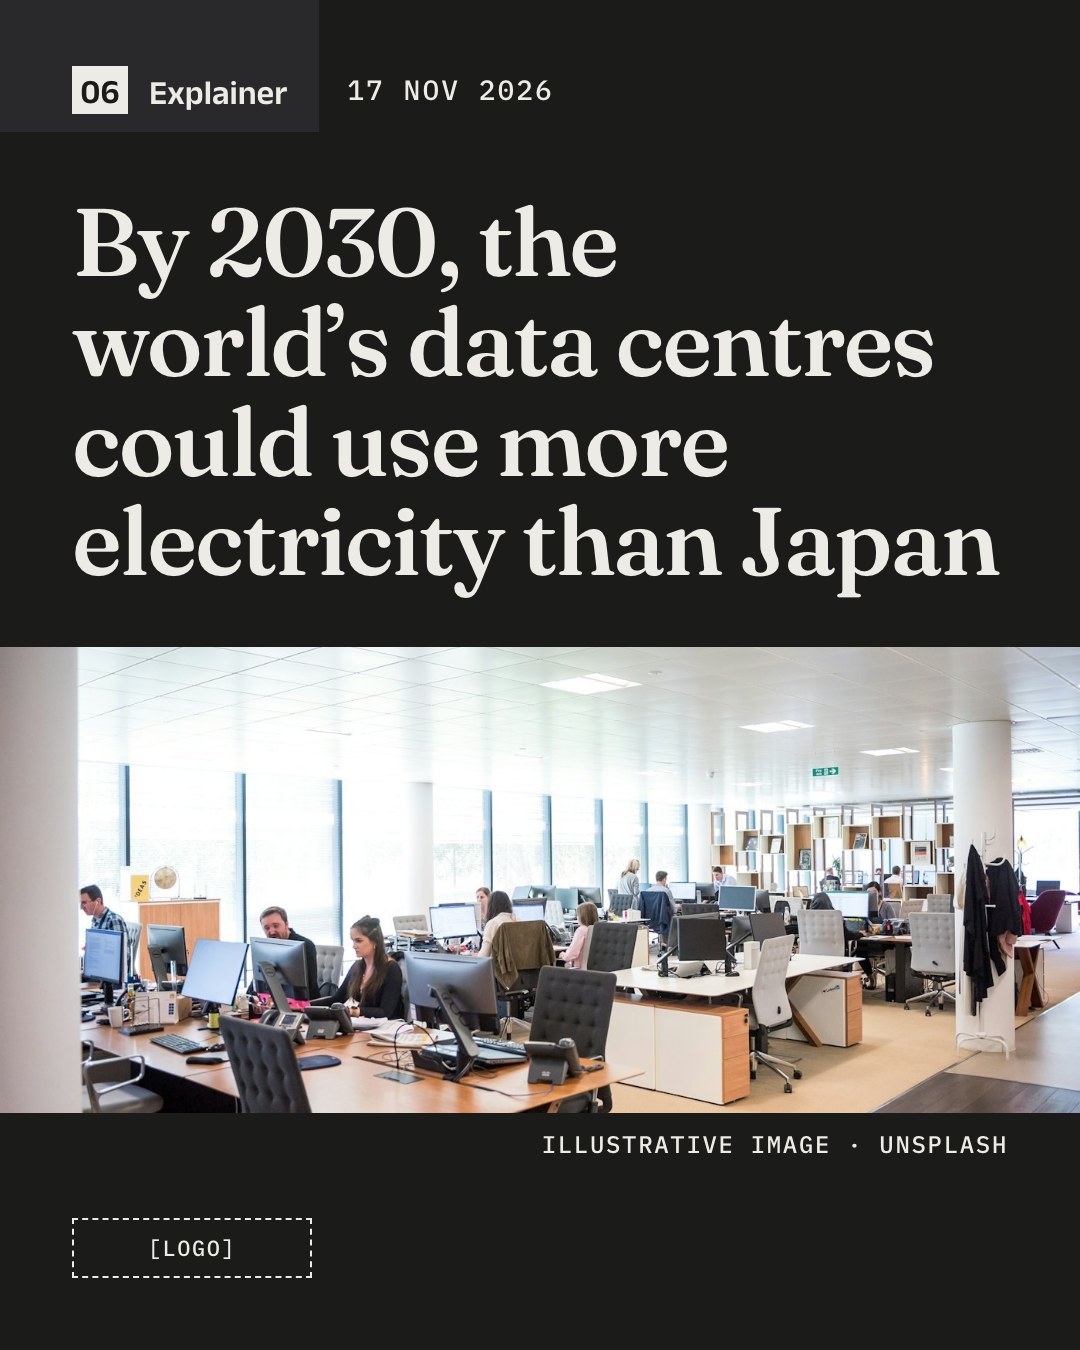 06 Explainer 17 NOV 2026
By 2030, the
world’s data centres
could use more
electricity than Japan
IDEAS
ILLUSTRATIVE IMAGE · UNSPLASH
[LOGO]